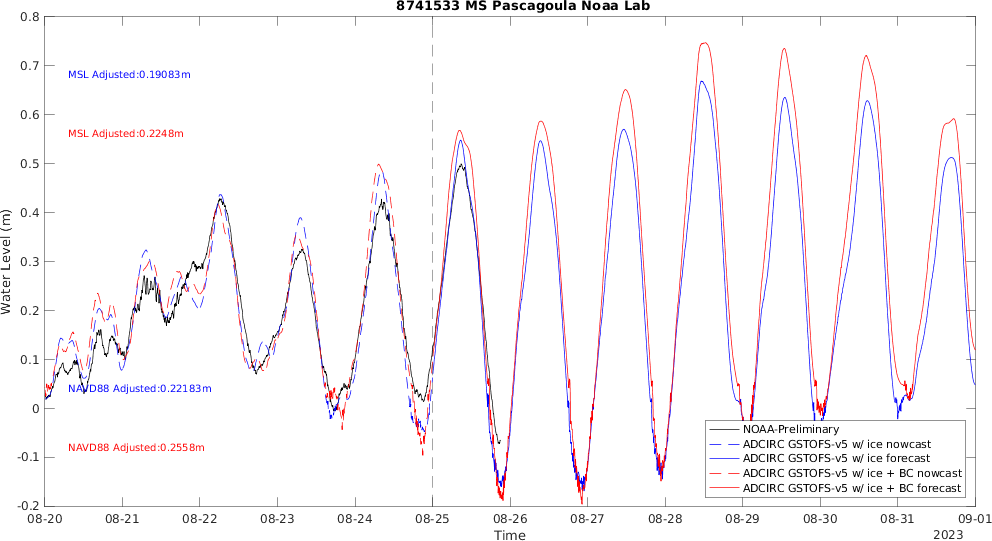 8741533 MS Pascagoula Noaa Lab
0.8
0.7
0.6
0.5
0.4
0.3
0.2
0.1
0
-0.1
-0.2
Water Level (m)
MSL Adjusted:0.19083m
MSL Adjusted:0.2248m
NAVD88 Adjusted:0.22183m
NAVD88 Adjusted:0.2558m
NOAA-Preliminary
ADCIRC GSTOFS-v5 w/ ice nowcast
ADCIRC GSTOFS-v5 w/ ice forecast
ADCIRC GSTOFS-v5 w/ ice + BC nowcast
ADCIRC GSTOFS-v5 w/ ice + BC forecast
08-20 08-21 08-22 08-23 08-24 08-25 08-26 08-27 08-28 08-29 08-30 08-31 09-01
Time
2023